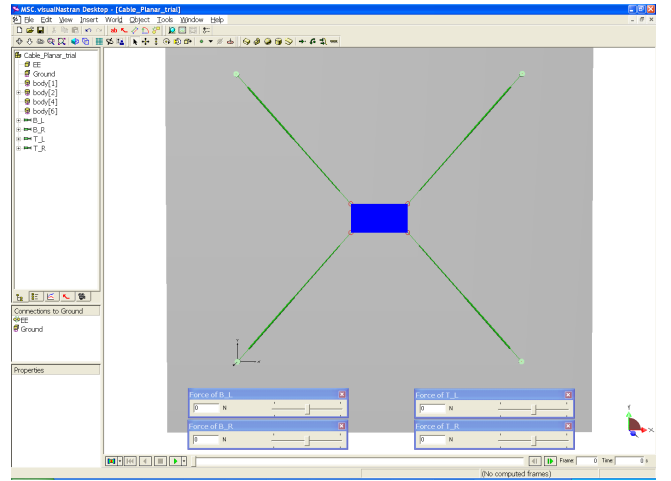 MSC.visualNastran Desktop - [Cable_Planar_trial]
File Edit View Insert World Object Tools Window Help
Cable_Planar_trial
EE
Ground
body[1]
body[2]
body[4]
body[6]
B_L
B_R
T_L
T_R
Connections to Ground
EE
Ground
Properties
Force of B_L
0 N
Force of T_L
0 N
Force of B_R
0 N
Force of T_R
0 N
Frame: 0 Time: 0 s
(No computed frames)